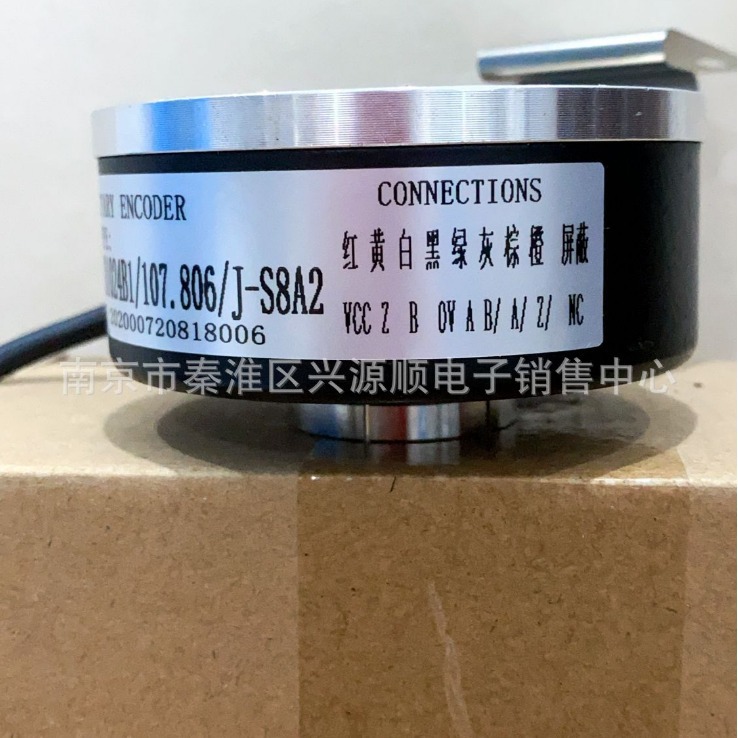 ENCODER
CONNECTIONS
红 黄 白 黑 绿 灰 棕 橙 屏蔽
1024B1/107.806/J-S8A2
VCC Z B 0V A B/ A/ Z/ NC
202000720818006
南京市秦淮区兴源顺电子销售中心